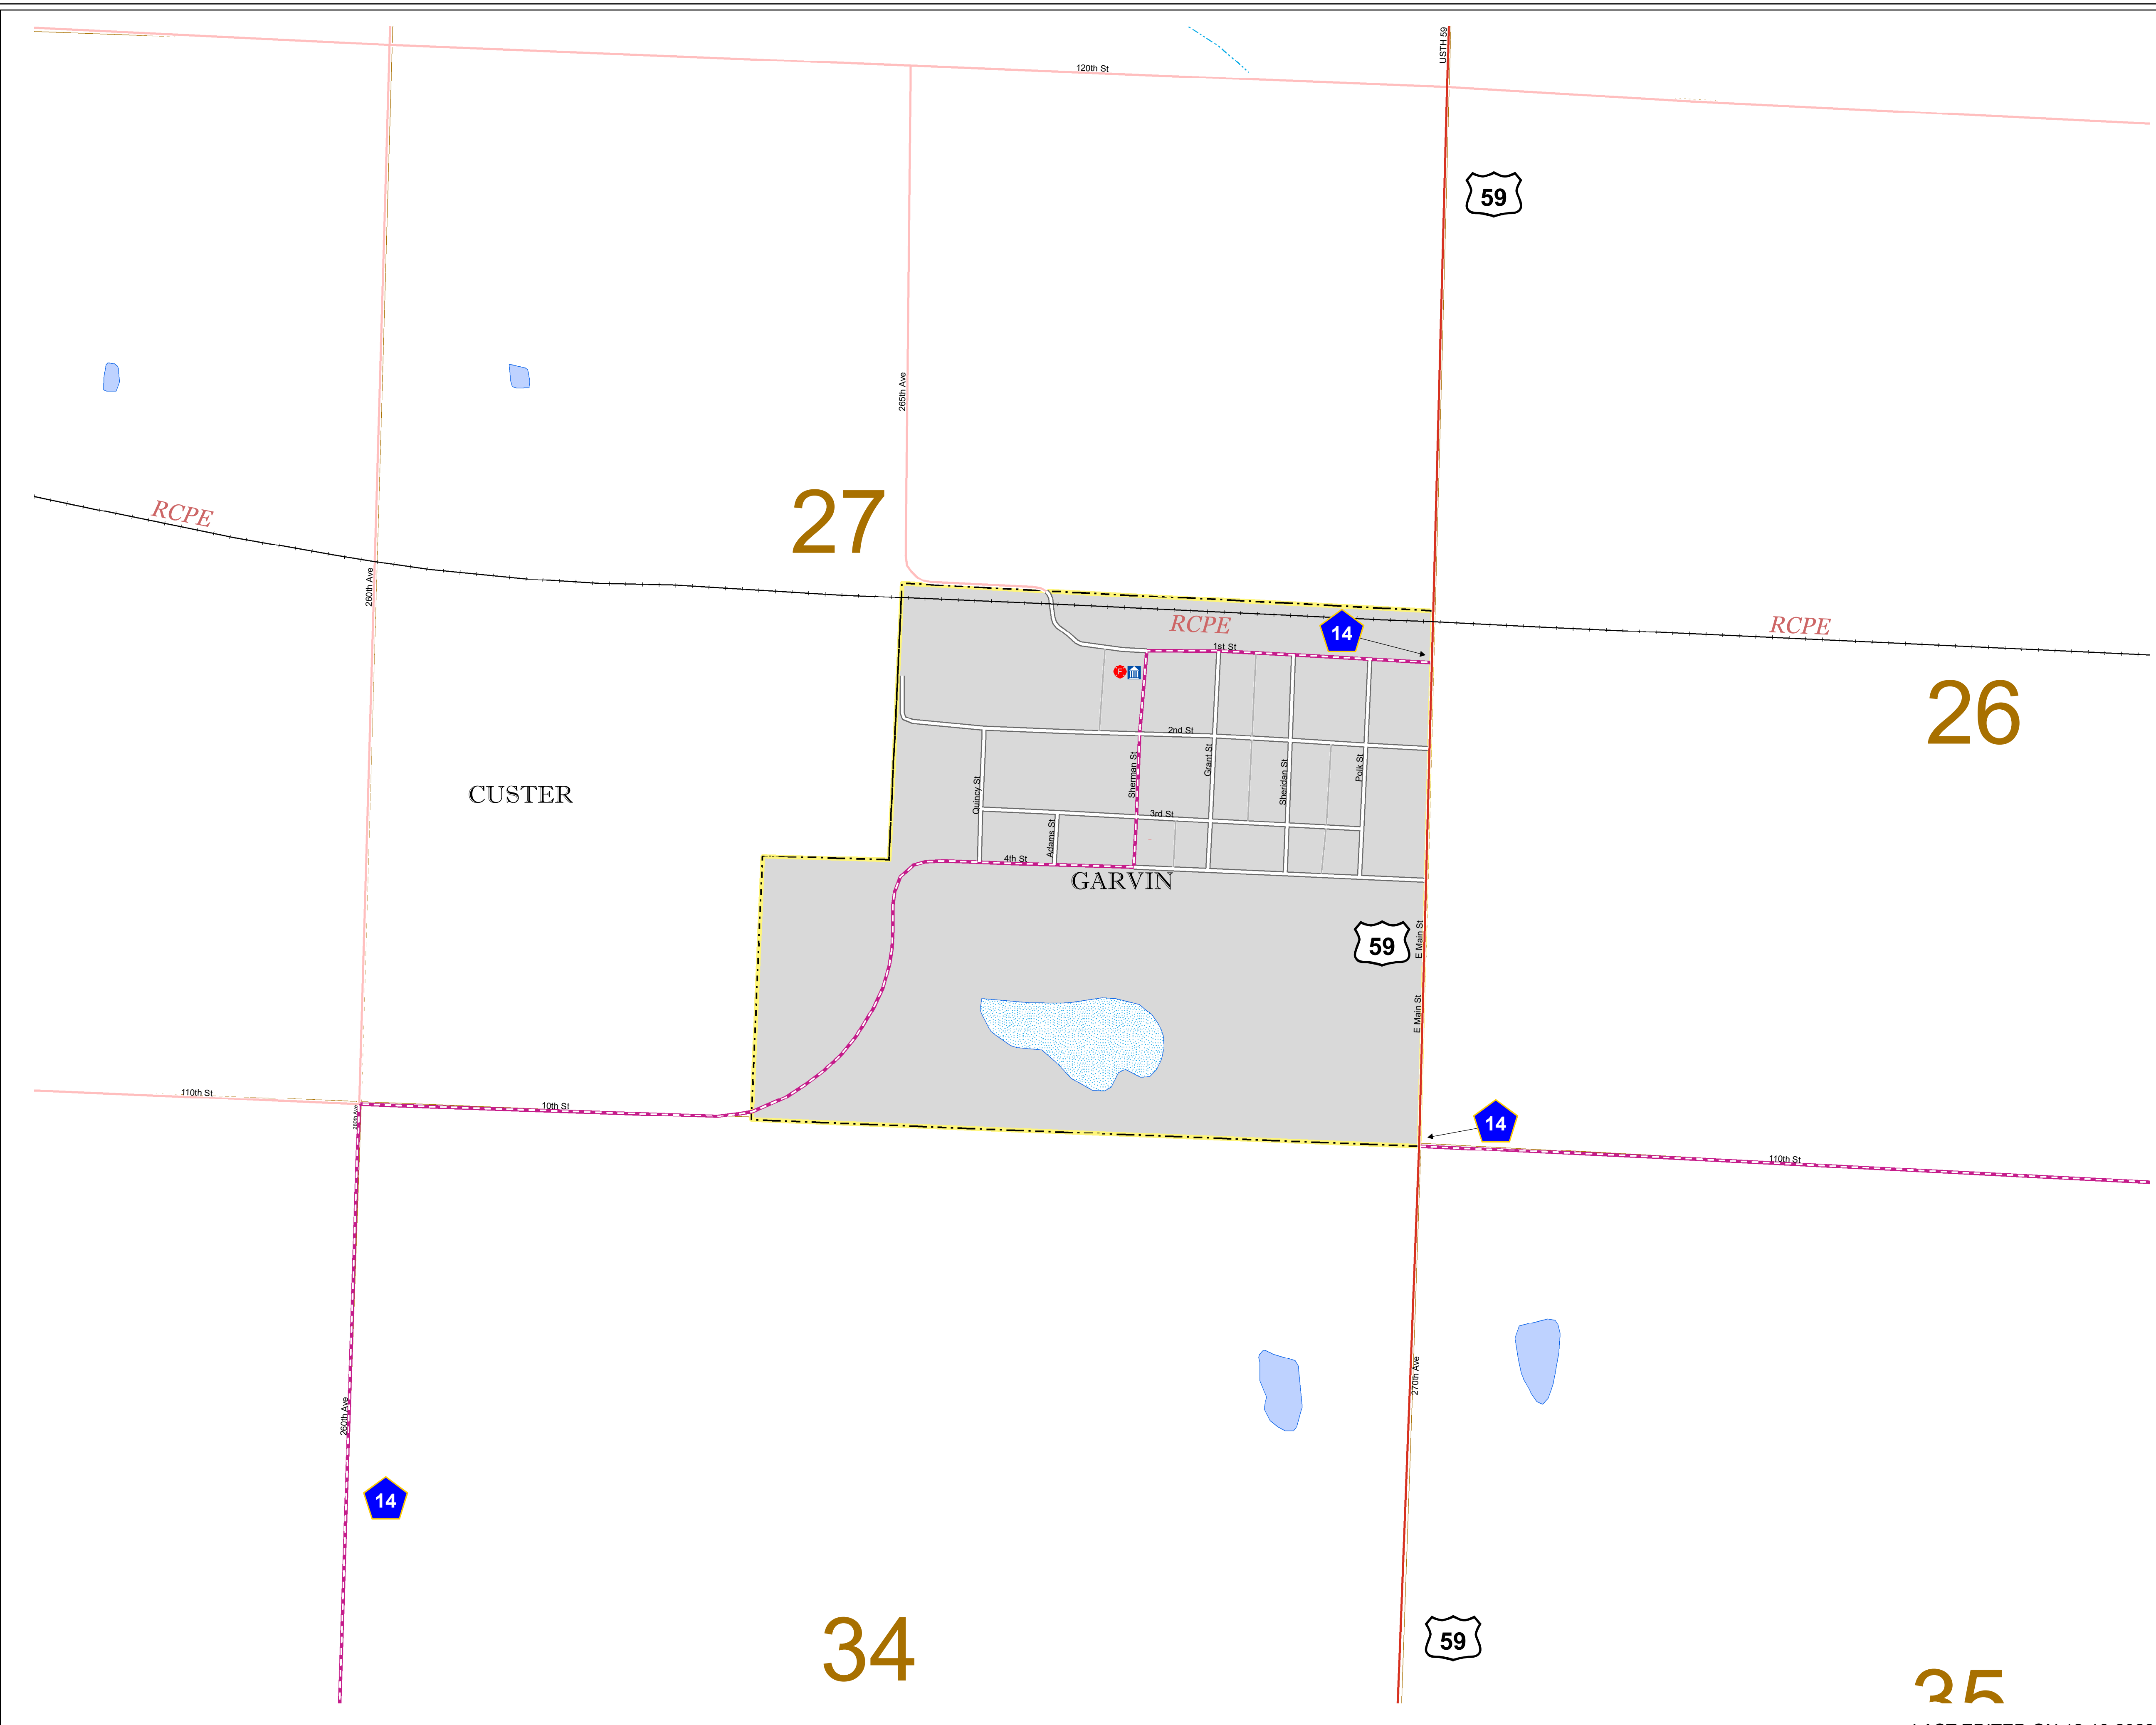 USTH 59
120th St
59
265th Ave
27
RCPE
260th Ave
RCPE
14
RCPE
1st St
F
26
2nd St
Sherman St
Grant St
Sheridan St
Polk St
Quincy St
CUSTER
3rd St
Adams St
4th St
GARVIN
59
E Main St
E Main St
110th St
10th St
14
110th St
270th Ave
260th Ave
14
34
59
35